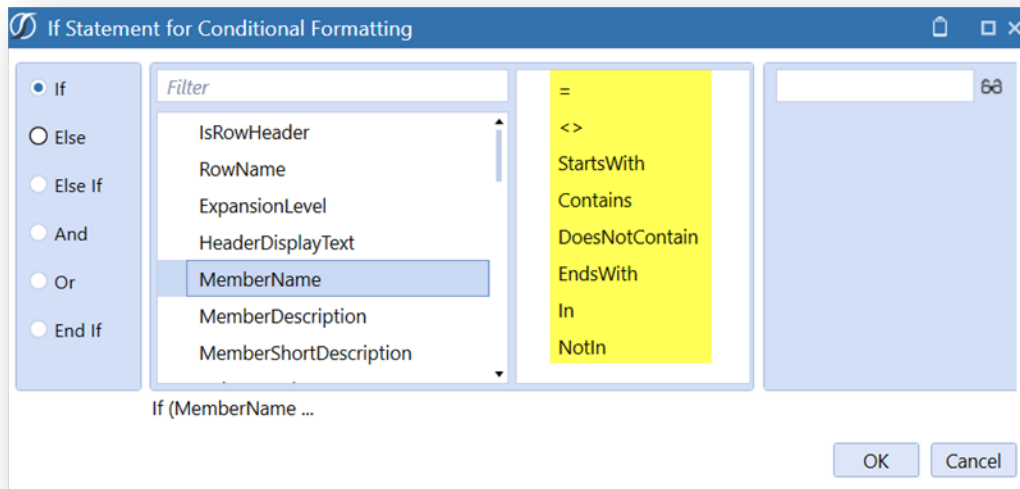 If Statement for Conditional Formatting
If
Else
Else If
And
Or
End If
Filter
IsRowHeader
RowName
ExpansionLevel
HeaderDisplayText
MemberName
MemberDescription
MemberShortDescription
=
<>
StartsWith
Contains
DoesNotContain
EndsWith
In
NotIn
If (MemberName ...
OK
Cancel